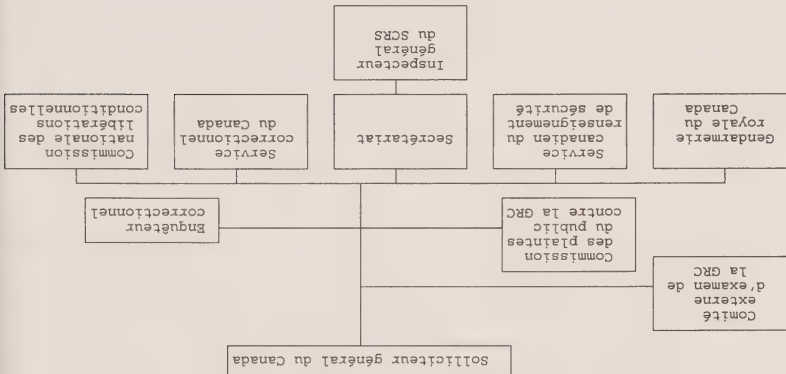 Solliciteur général du Canada
Comité
externe
d'examen de
la GRC
Commission
des plaintes
du public
contre la GRC
Enquêteur
correctionnel
Gendarmerie
royale du
Canada
Service
canadien du
renseignement
de sécurité
Secrétariat
Service
correctionnel
du Canada
Commission
nationale des
libérations
conditionnelles
Inspecteur
général
du SCRS